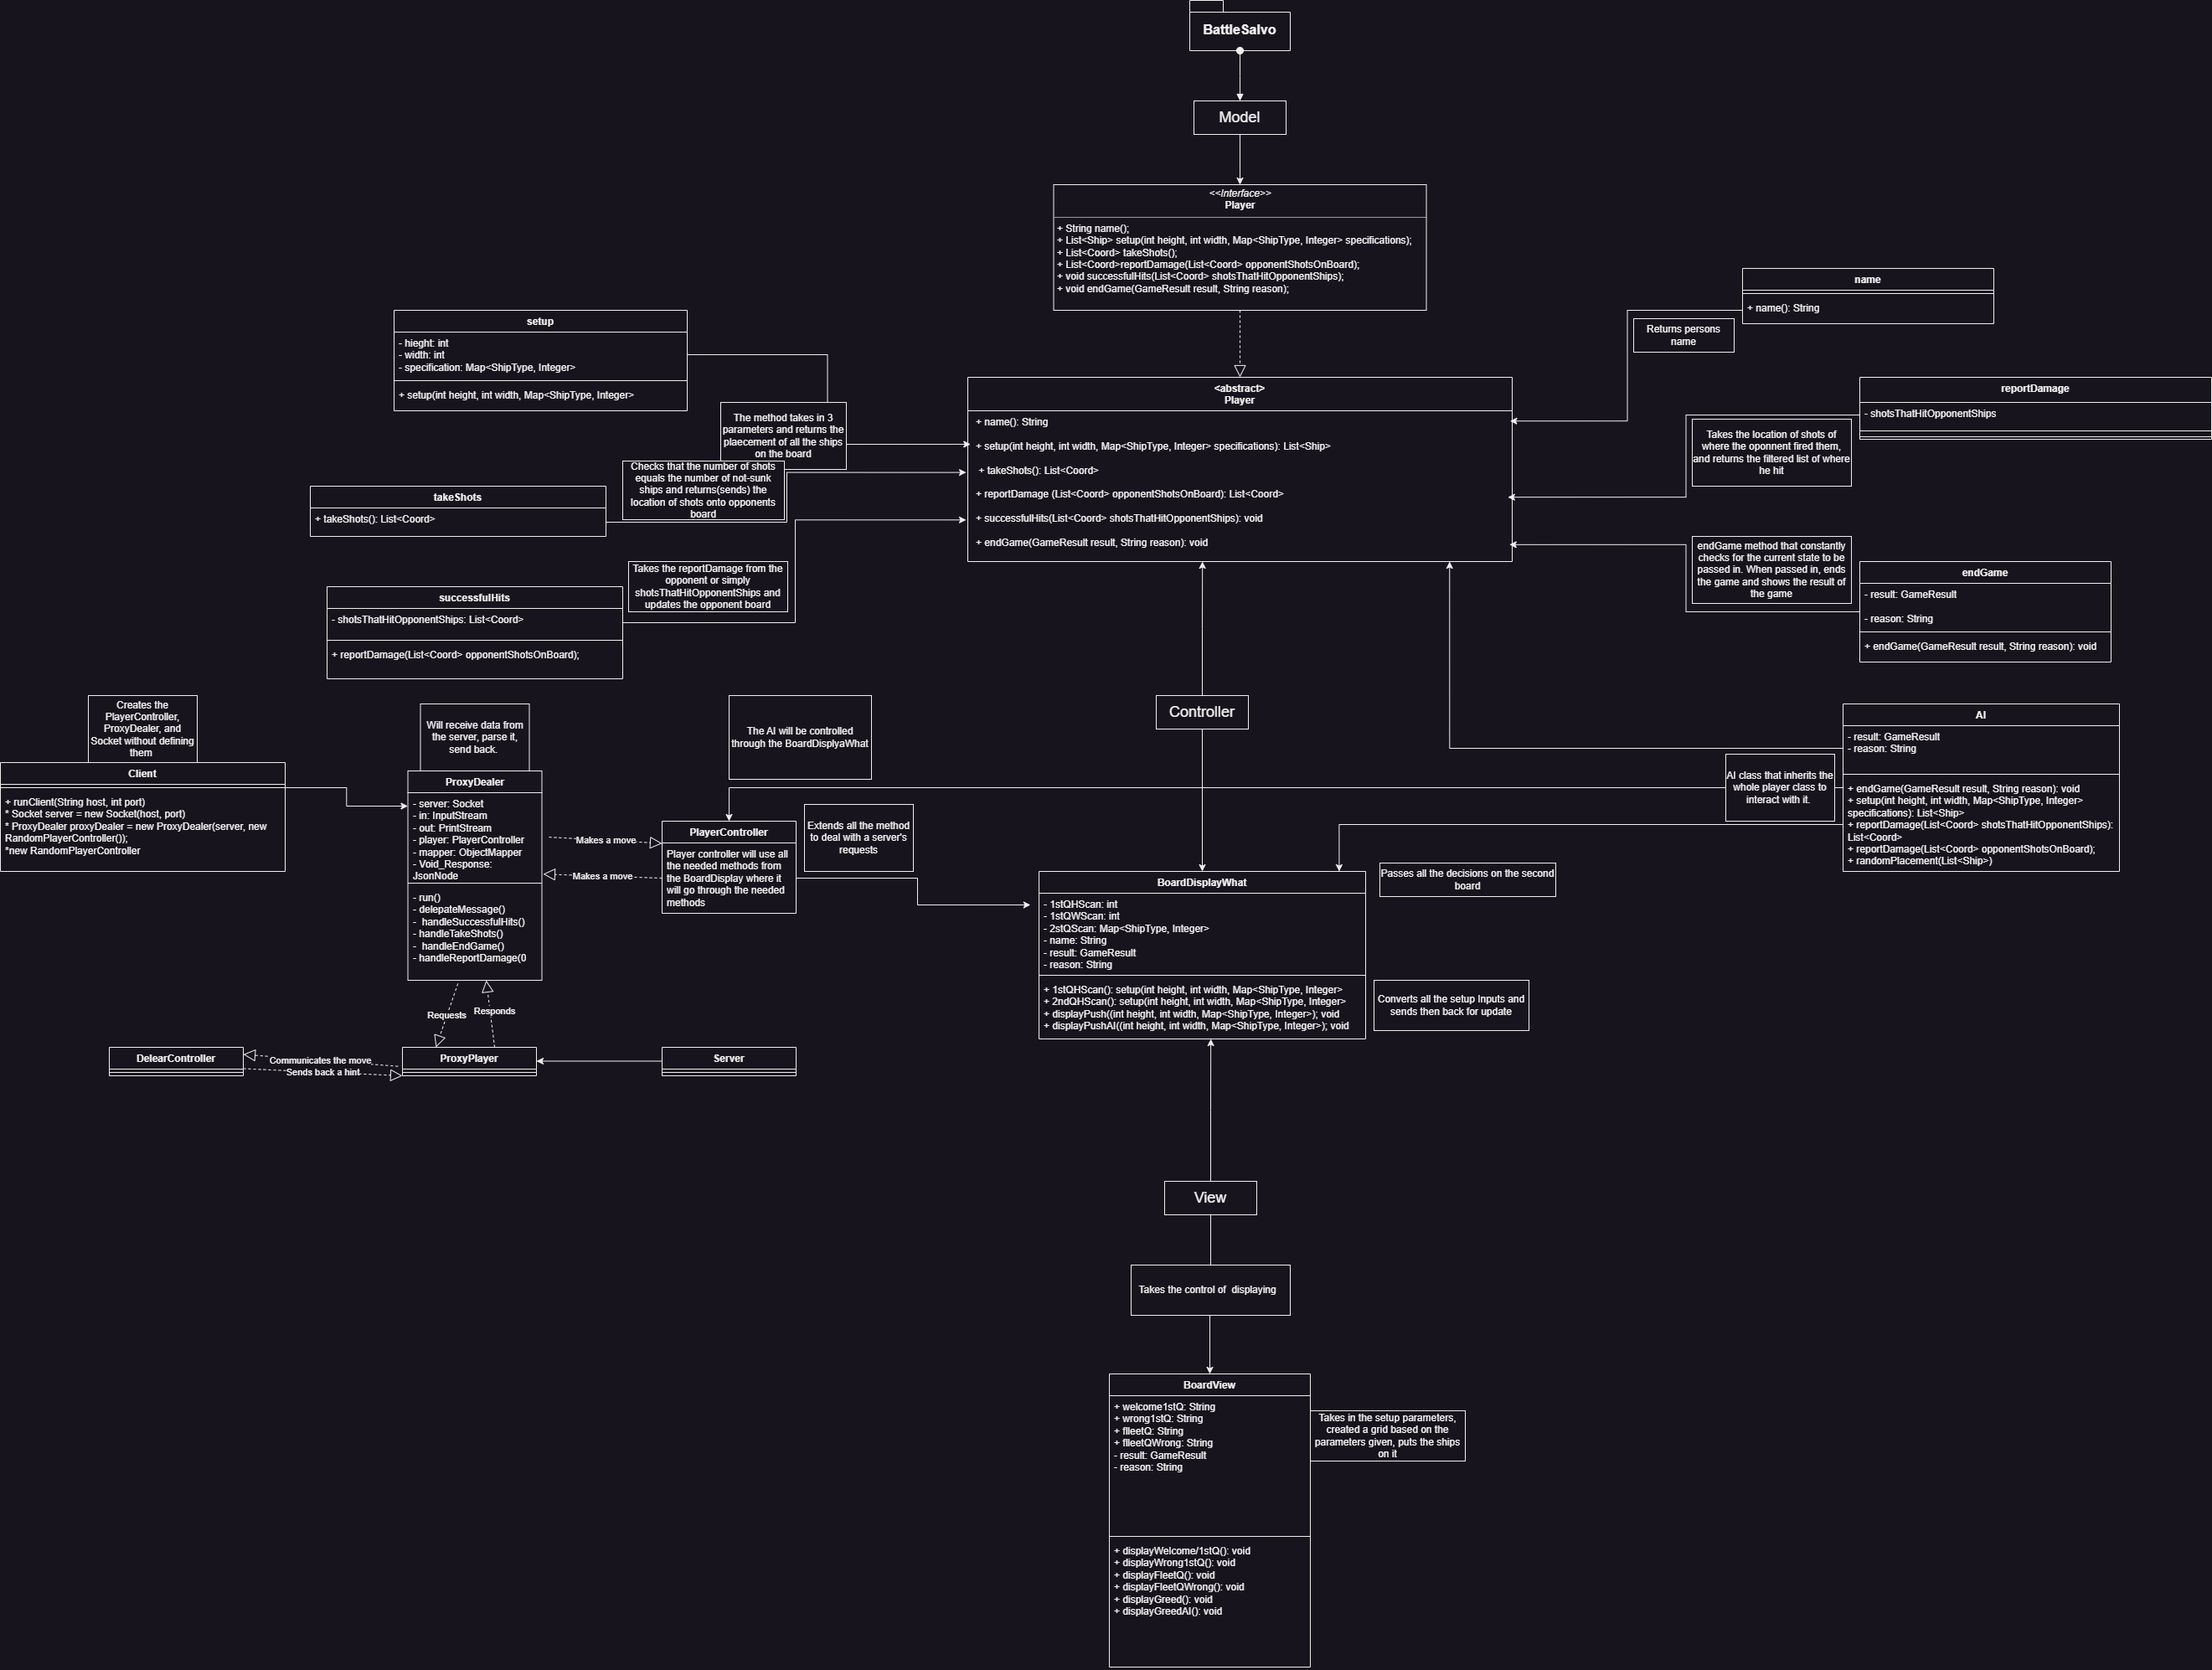 BattleSalvo
Model
<<Interface>>
Player
+ String name();
+ List<Ship> setup(int height, int width, Map<ShipType, Integer> specifications);
+ List<Coord> takeShots();
+ List<Coord>reportDamage(List<Coord> opponentShotsOnBoard);
+ void successfulHits(List<Coord> shotsThatHitOpponentShips);
+ void endGame(GameResult result, String reason);
name
+ name(): String
Returns persons
name
setup
- hieght: int
- width: int
- specification: Map<ShipType, Integer>
+ setup(int height, int width, Map<ShipType, Integer>
The method takes in 3
parameters and returns the
plaecement of all the ships
on the board
<abstract>
Player
+ name(): String
+ setup(int height, int width, Map<ShipType, Integer> specifications): List<Ship>
+ takeShots(): List<Coord>
+ reportDamage (List<Coord> opponentShotsOnBoard): List<Coord>
+ successfulHits(List<Coord> shotsThatHitOpponentShips): void
+ endGame(GameResult result, String reason): void
reportDamage
- shotsThatHitOpponentShips
Takes the location of shots of
where the oponnent fired them,
and returns the filtered list of where
he hit
Checks that the number of shots
equals the number of not-sunk
ships and returns(sends) the
location of shots onto opponents
board
takeShots
+ takeShots(): List<Coord>
Takes the reportDamage from the
opponent or simply
shotsThatHitOpponentShips and
updates the opponent board
successfulHits
- shotsThatHitOpponentShips: List<Coord>
+ reportDamage(List<Coord> opponentShotsOnBoard);
endGame method that constantly
checks for the current state to be
passed in. When passed in, ends
the game and shows the result of
the game
endGame
- result: GameResult
- reason: String
+ endGame(GameResult result, String reason): void
Creates the
PlayerController,
ProxyDealer, and
Socket without defining
them
Client
+ runClient(String host, int port)
* Socket server = new Socket(host, port)
* ProxyDealer proxyDealer = new ProxyDealer(server, new
RandomPlayerController());
*new RandomPlayerController
Will receive data from
the server, parse it,
send back.
ProxyDealer
- server: Socket
- in: InputStream
- out: PrintStream
- player: PlayerController
- mapper: ObjectMapper
- Void_Response:
JsonNode
- run()
- delepateMessage()
- handleSuccessfulHits()
- handleTakeShots()
- handleEndGame()
- handleReportDamage(0
Makes a move
Makes a move
The AI will be controlled
through the BoardDisplyaWhat
PlayerController
Player controller will use all
the needed methods from
the BoardDisplay where it
will go through the needed
methods
Extends all the method
to deal with a server's
requests
Controller
AI
- result: GameResult
- reason: String
+ endGame(GameResult result, String reason): void
+ setup(int height, int width, Map<ShipType, Integer>
specifications): List<Ship>
+ reportDamage(List<Coord> shotsThatHitOpponentShips):
List<Coord>
+ reportDamage(List<Coord> opponentShotsOnBoard);
+ randomPlacement(List<Ship>)
AI class that inherits the
whole player class to
interact with it.
BoardDisplayWhat
- 1stQHScan: int
- 1stQWScan: int
- 2stQScan: Map<ShipType, Integer>
- name: String
- result: GameResult
- reason: String
+ 1stQHScan(): setup(int height, int width, Map<ShipType, Integer>
+ 2ndQHScan(): setup(int height, int width, Map<ShipType, Integer>
+ displayPush((int height, int width, Map<ShipType, Integer>); void
+ displayPushAI((int height, int width, Map<ShipType, Integer>); void
Passes all the decisions on the second
board
Converts all the setup Inputs and
sends then back for update
Requests
Responds
DelearController
Communicates the move
Sends back a hint
ProxyPlayer
Server
View
Takes the control of  displaying
BoardView
+ welcome1stQ: String
+ wrong1stQ: String
+ flleetQ: String
+ flleetQWrong: String
- result: GameResult
- reason: String
+ displayWelcome/1stQ(): void
+ displayWrong1stQ(): void
+ displayFleetQ(): void
+ displayFleetQWrong(): void
+ displayGreed(): void
+ displayGreedAI(): void
Takes in the setup parameters,
created a grid based on the
parameters given, puts the ships
on it